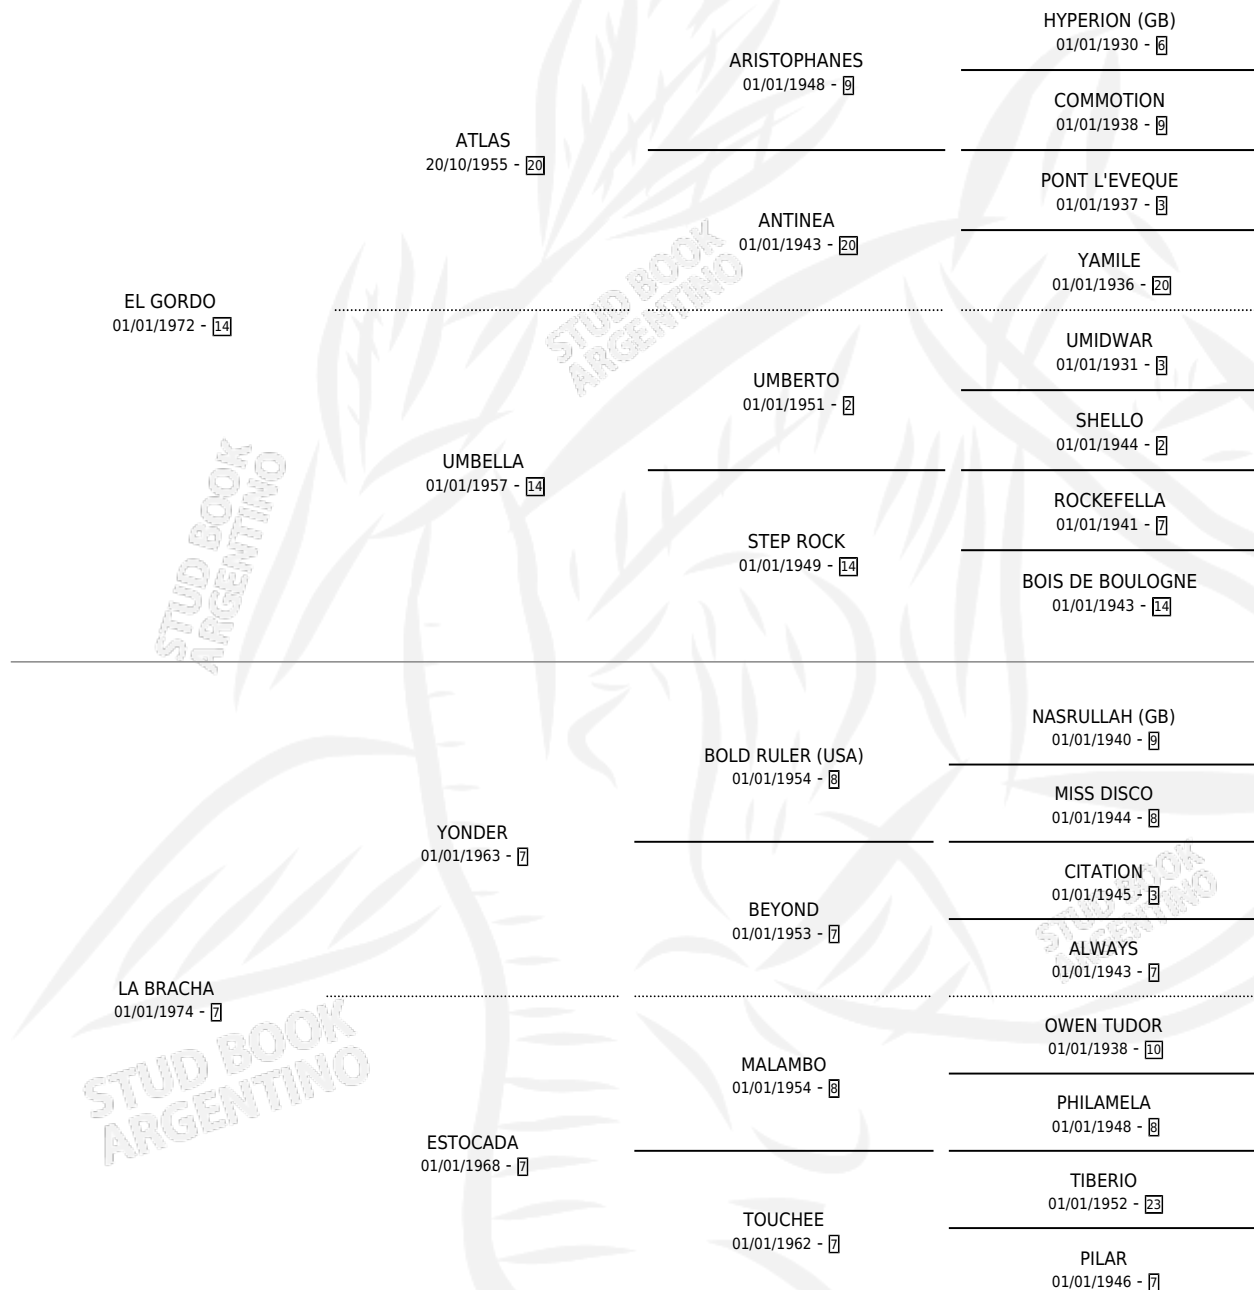 HYPERION (GB)
01/01/1930 - 6
ARISTOPHANES
01/01/1948 - 9
COMMOTION
01/01/1938 - 9
ATLAS
20/10/1955 - 20
PONT L'EVEQUE
01/01/1937 - 3
ANTINEA
01/01/1943 - 20
YAMILE
01/01/1936 - 20
EL GORDO
01/01/1972 - 14
STUD BOOK
ARGENTINO
UMIDWAR
01/01/1931 - 3
UMBERTO
01/01/1951 - 2
SHELLO
01/01/1944 - 2
UMBELLA
01/01/1957 - 14
ROCKEFELLA
01/01/1941 - 7
STEP ROCK
01/01/1949 - 14
BOIS DE BOULOGNE
01/01/1943 - 14
STUD BOOK
ARGENTINO
NASRULLAH (GB)
01/01/1940 - 9
BOLD RULER (USA)
01/01/1954 - 8
MISS DISCO
01/01/1944 - 8
YONDER
01/01/1963 - 7
CITATION
01/01/1945 - 3
BEYOND
01/01/1953 - 7
STUD BOOK
ARGENTINO
ALWAYS
01/01/1943 - 7
LA BRACHA
01/01/1974 - 7
OWEN TUDOR
01/01/1938 - 10
MALAMBO
01/01/1954 - 8
STUD BOOK
ARGENTINO
PHILAMELA
01/01/1948 - 8
ESTOCADA
01/01/1968 - 7
TIBERIO
01/01/1952 - 23
TOUCHEE
01/01/1962 - 7
PILAR
01/01/1946 - 7